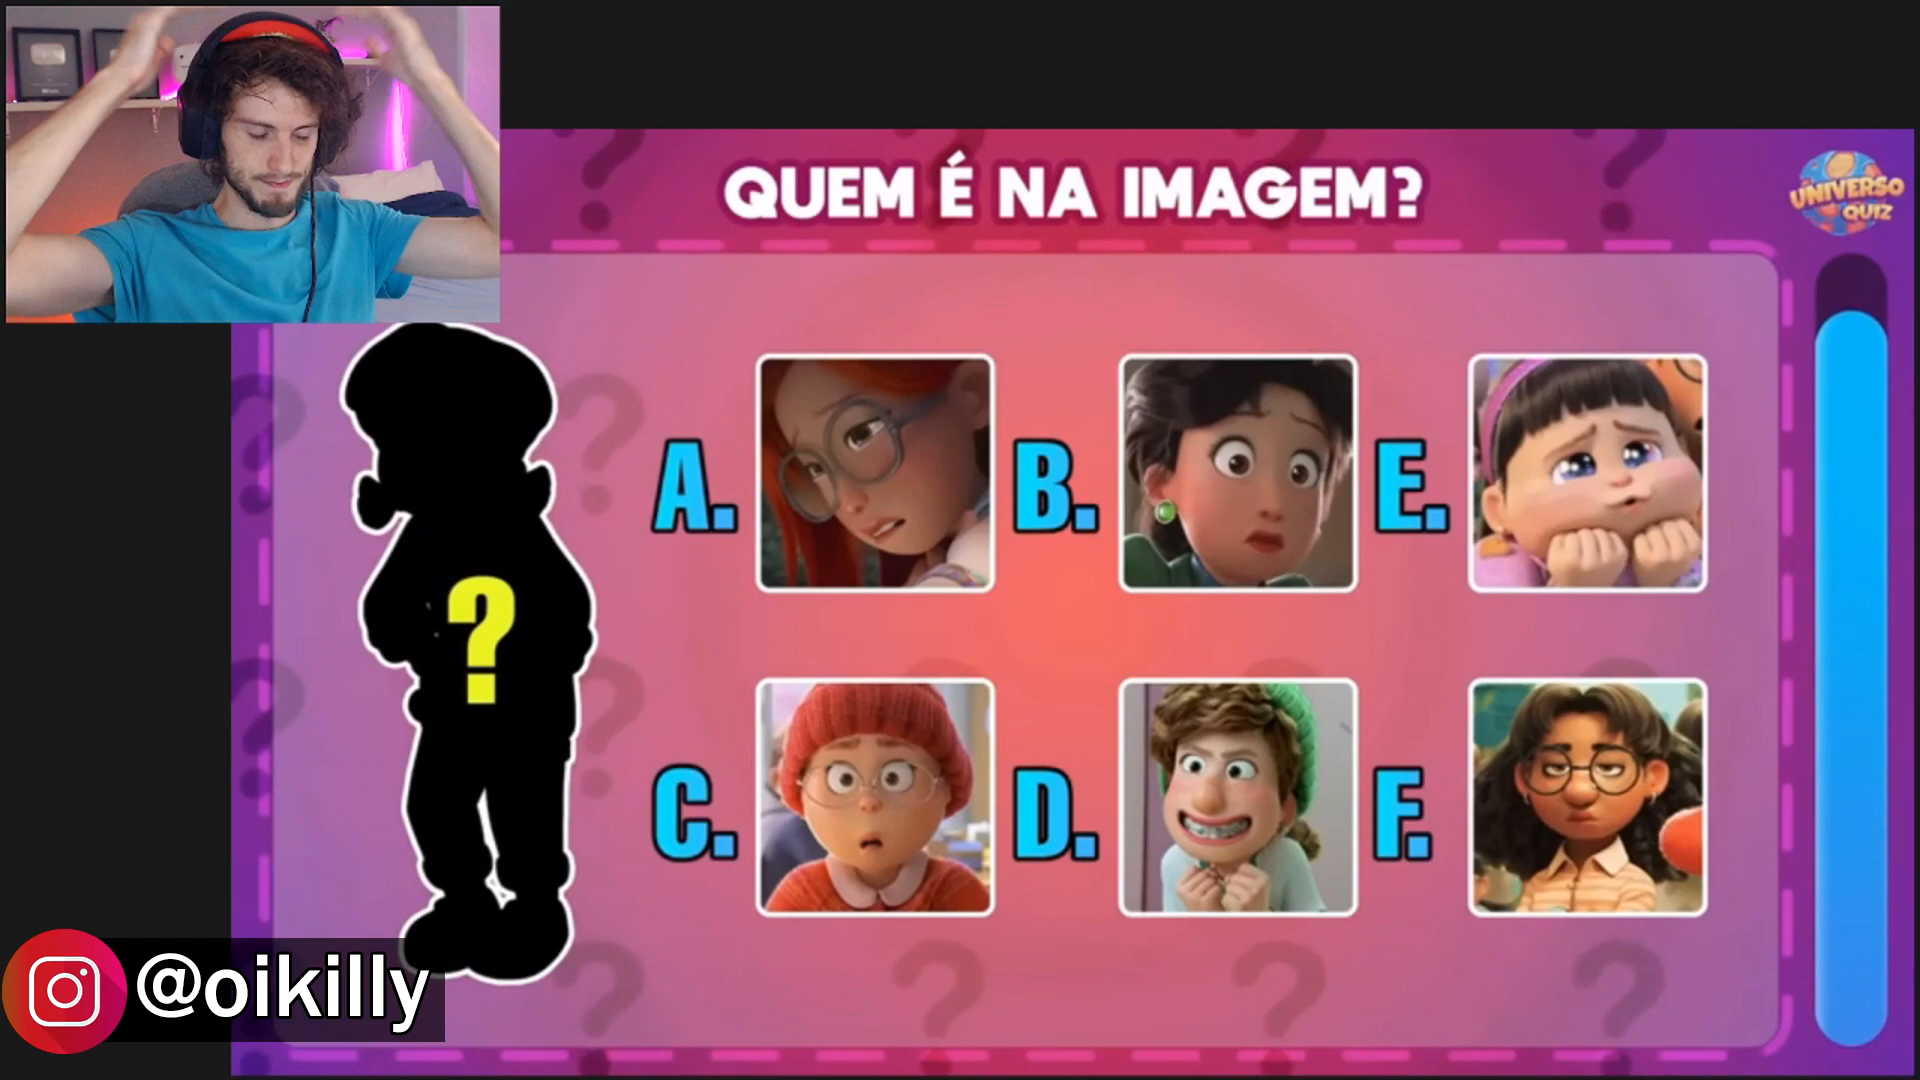 QUEM É NA IMAGEM?
UNIVERSO
QUIZ
A.
B.
E.
?
C.
D.
F.
@oikilly